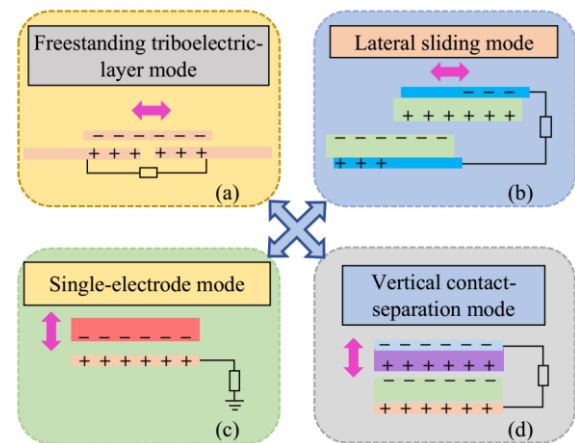 Freestanding triboelectric-
layer mode
− − − − − − −
+ + + + + +
(a)
Lateral sliding mode
− − − −
+ + + + + +
− − − − − − −
+ + +
(b)
Single-electrode mode
− − − − − −
+ + + + + +
(c)
Vertical contact-
separation mode
− − − − − −
+ + + + + +
− − − − − − −
+ + + + + +
(d)